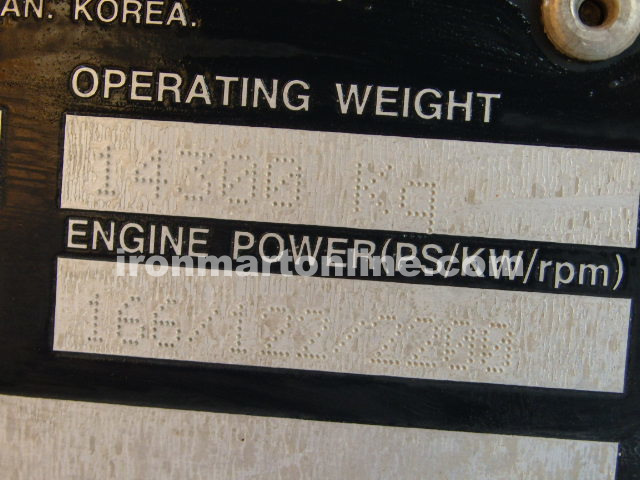 AN. KOREA.
OPERATING WEIGHT
14300 Kg
ENGINE POWER(PS/KW/rpm)
ironmartonline.com
166/122/2200